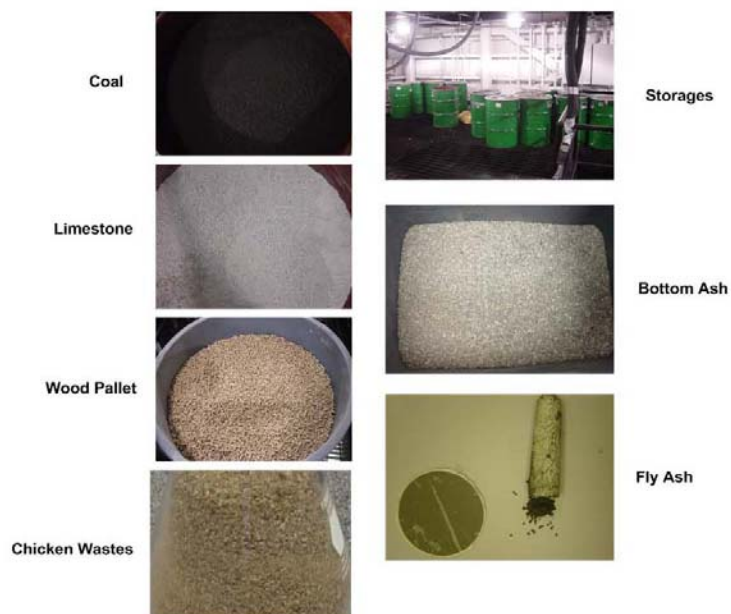 Coal
Storages
Limestone
Bottom Ash
Wood Pallet
Fly Ash
Chicken Wastes